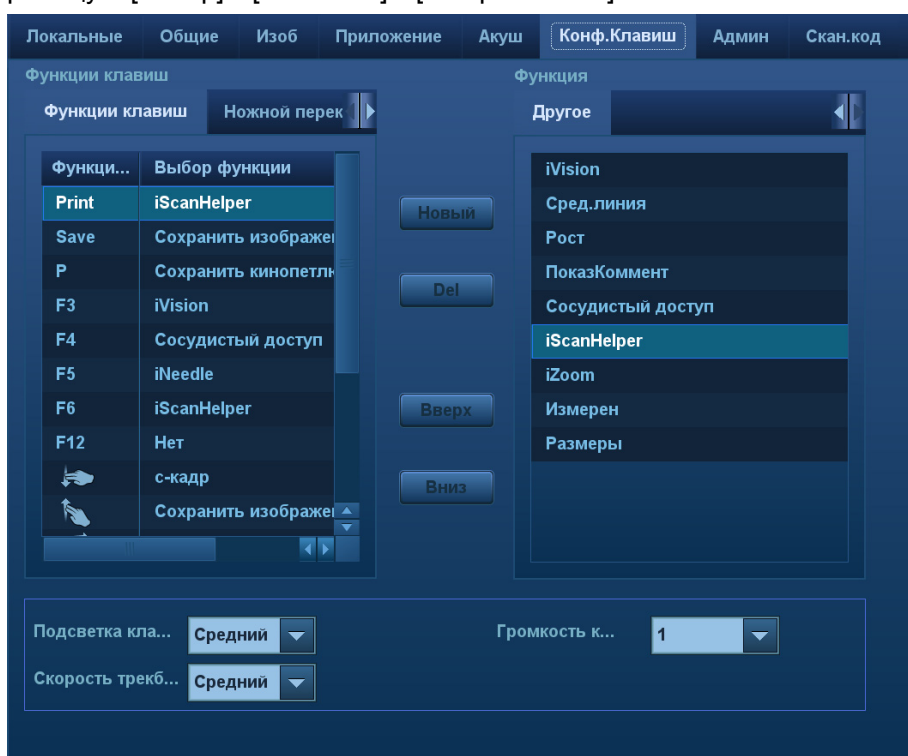 Локальные Общие Изоб Приложение Акуш Конф.Клавиш Админ Скан.код
Функции клавиш
Функции клавиш Ножной перек
Функци... Выбор функции
Print iScanHelper
Save Сохранить изображе
P Сохранить кинопетл
F3 iVision
F4 Сосудистый доступ
F5 iNeedle
F6 iScanHelper
F12 Нет
с-кадр
Сохранить изображе
Новый
Del
Вверх
Вниз
Функция
Другое
iVision
Сред.линия
Рост
ПоказКоммент
Сосудистый доступ
iScanHelper
iZoom
Измерен
Размеры
Подсветка кла... Средний
Громкость к... 1
Скорость трекб... Средний